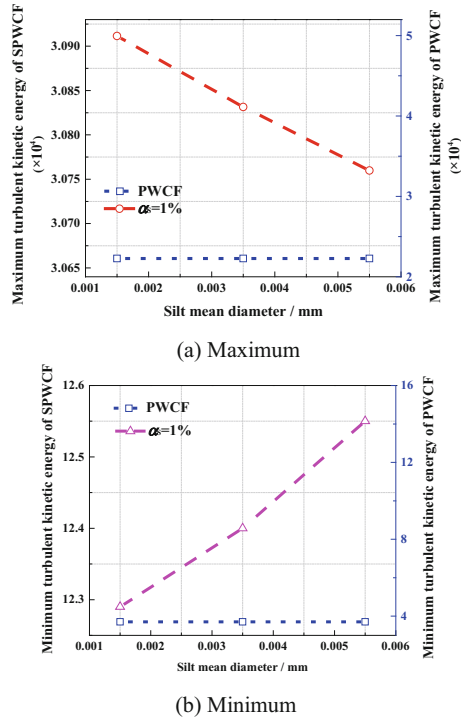 Maximum turbulent kinetic energy of SPWCF
(×10⁴)
3.090
3.085
3.080
3.075
3.070
3.065
PWCF
αₛ=1%
5
4
3
2
Maximum turbulent kinetic energy of PWCF
(×10⁴)
0.001 0.002 0.003 0.004 0.005 0.006
Silt mean diameter / mm
(a) Maximum
Minimum turbulent kinetic energy of SPWCF
12.6
12.5
12.4
12.3
PWCF
αₛ=1%
16
14
12
10
8
6
4
Minimum turbulent kinetic energy of PWCF
0.001 0.002 0.003 0.004 0.005 0.006
Silt mean diameter / mm
(b) Minimum